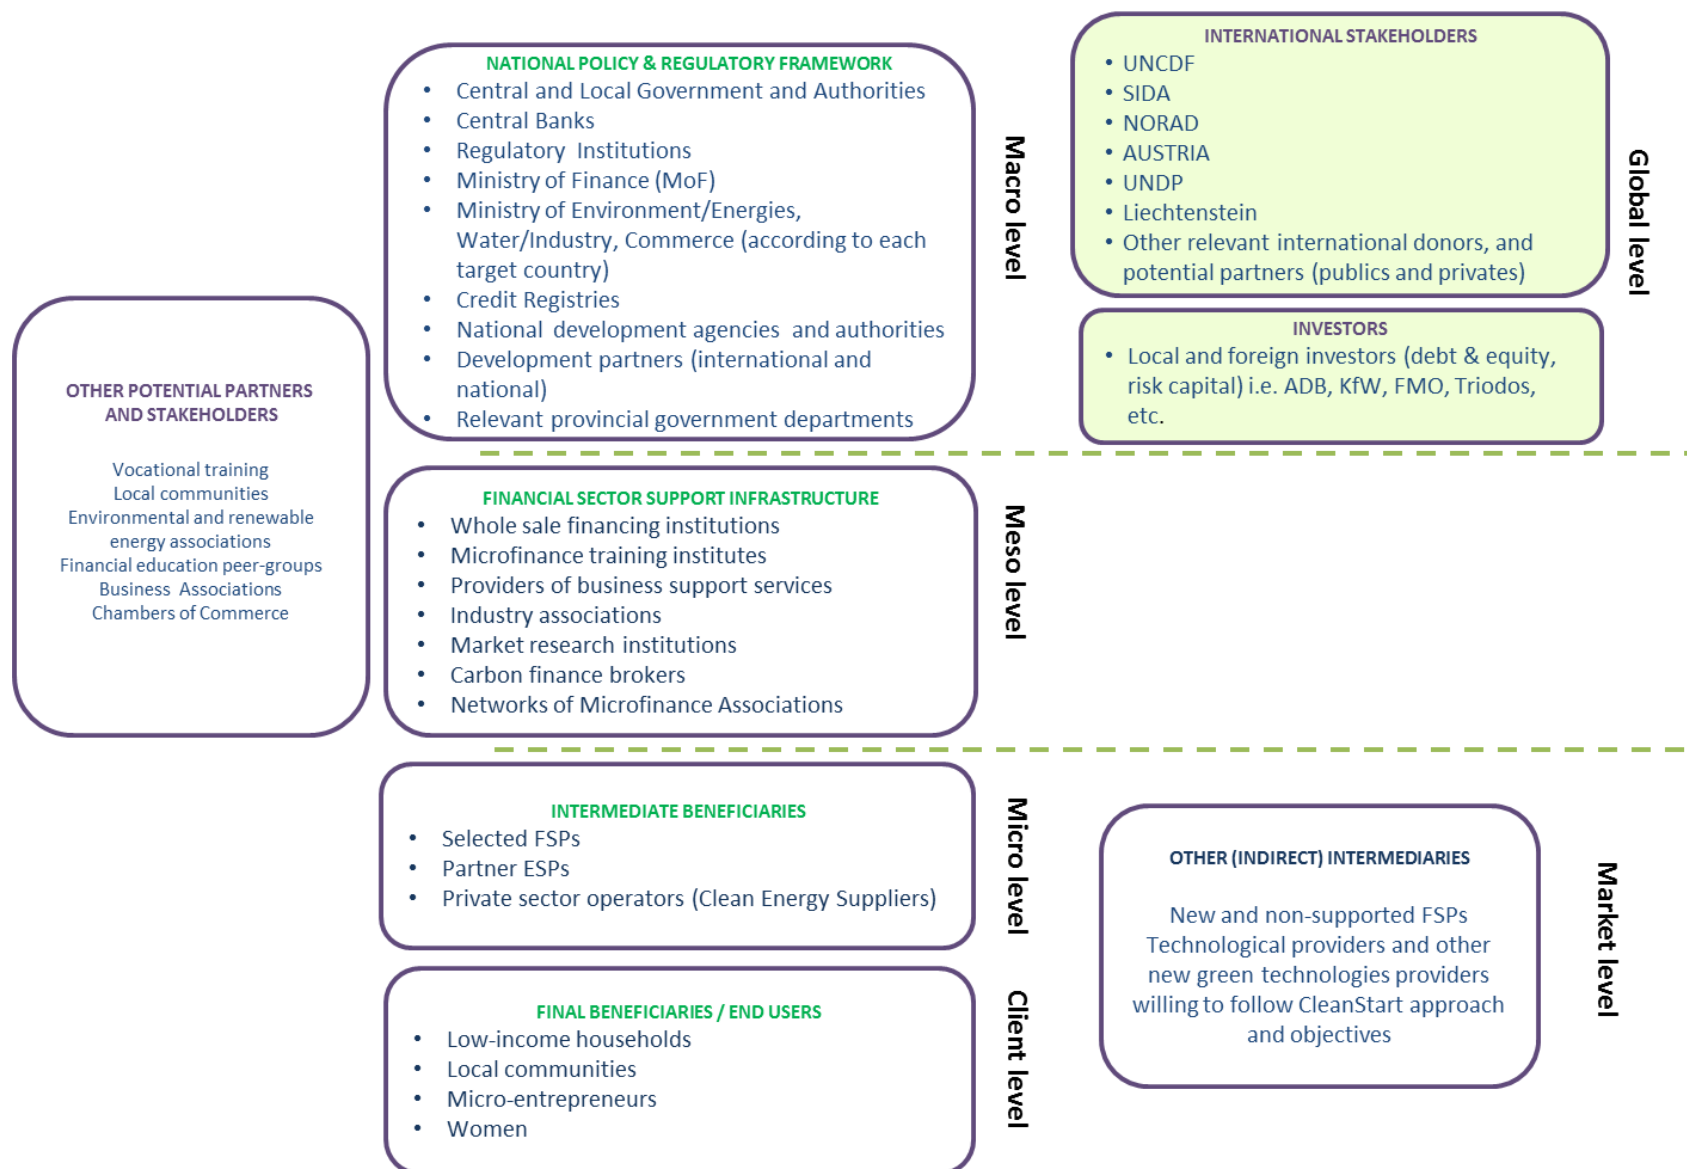 NATIONAL POLICY & REGULATORY FRAMEWORK
• Central and Local Government and Authorities
• Central Banks
• Regulatory Institutions
• Ministry of Finance (MoF)
• Ministry of Environment/Energies,
Water/Industry, Commerce (according to each
target country)
• Credit Registries
• National development agencies and authorities
• Development partners (international and
national)
• Relevant provincial government departments
Macro level
INTERNATIONAL STAKEHOLDERS
• UNCDF
• SIDA
• NORAD
• AUSTRIA
• UNDP
• Liechtenstein
• Other relevant international donors, and
potential partners (publics and privates)
Global level
INVESTORS
• Local and foreign investors (debt & equity,
risk capital) i.e. ADB, KfW, FMO, Triodos,
etc.
OTHER POTENTIAL PARTNERS
AND STAKEHOLDERS
Vocational training
Local communities
Environmental and renewable
energy associations
Financial education peer-groups
Business Associations
Chambers of Commerce
FINANCIAL SECTOR SUPPORT INFRASTRUCTURE
• Whole sale financing institutions
• Microfinance training institutes
• Providers of business support services
• Industry associations
• Market research institutions
• Carbon finance brokers
• Networks of Microfinance Associations
Meso level
INTERMEDIATE BENEFICIARIES
• Selected FSPs
• Partner ESPs
• Private sector operators (Clean Energy Suppliers)
Micro level
OTHER (INDIRECT) INTERMEDIARIES
New and non-supported FSPs
Technological providers and other
new green technologies providers
willing to follow CleanStart approach
and objectives
Market level
FINAL BENEFICIARIES / END USERS
• Low-income households
• Local communities
• Micro-entrepreneurs
• Women
Client level